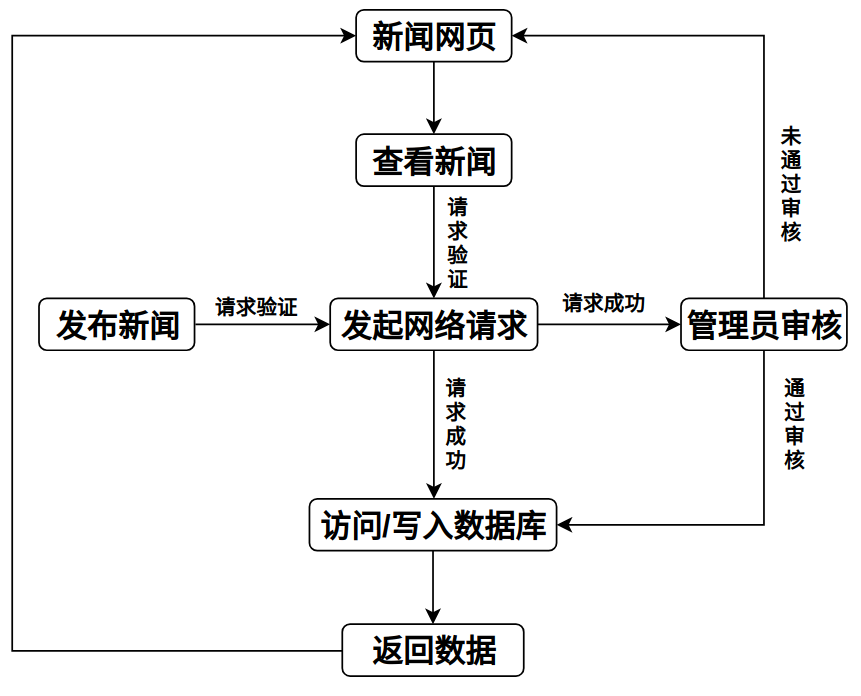 新闻网页
未通过审核
查看新闻
请求验证
发布新闻
请求验证
发起网络请求
请求成功
管理员审核
请求成功
通过审核
访问/写入数据库
返回数据